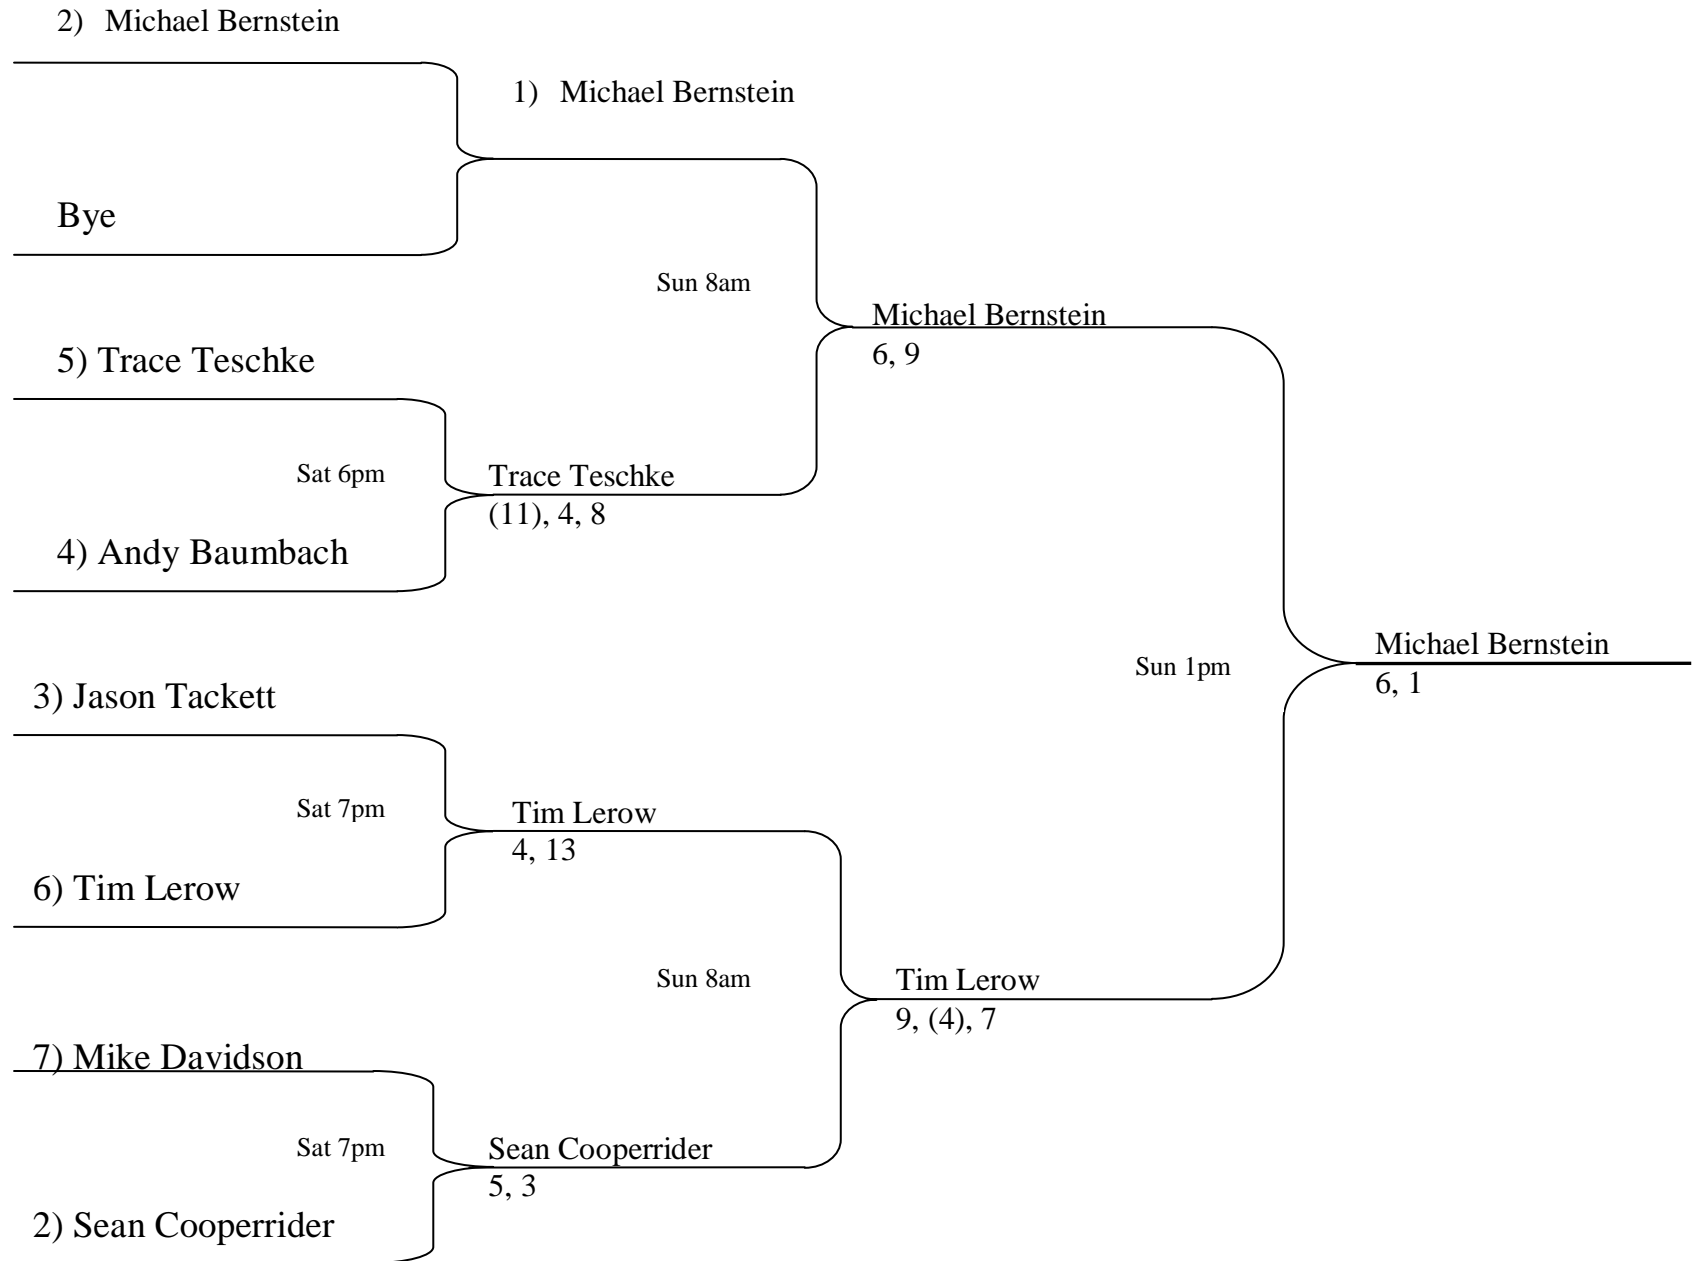 2) Michael Bernstein
1) Michael Bernstein
Bye
Sun 8am
Michael Bernstein
6, 9
5) Trace Teschke
Sat 6pm
Trace Teschke
(11), 4, 8
4) Andy Baumbach
Michael Bernstein
6, 1
Sun 1pm
3) Jason Tackett
Sat 7pm
Tim Lerow
4, 13
6) Tim Lerow
Sun 8am
Tim Lerow
9, (4), 7
7) Mike Davidson
Sat 7pm
Sean Cooperrider
5, 3
2) Sean Cooperrider